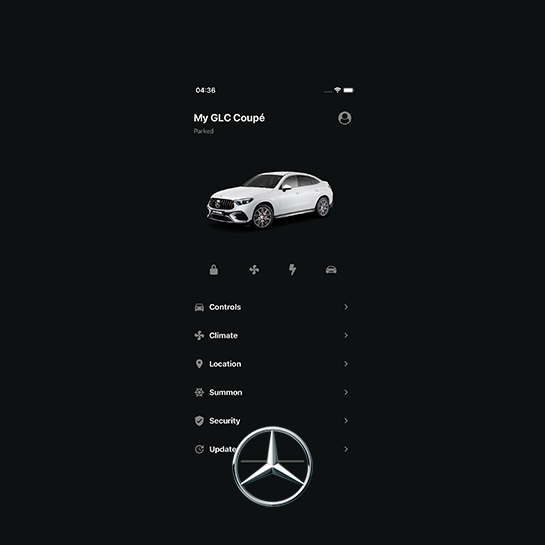 04:36
My GLC Coupé
Parked
Controls
Climate
Location
Summon
Security
Update